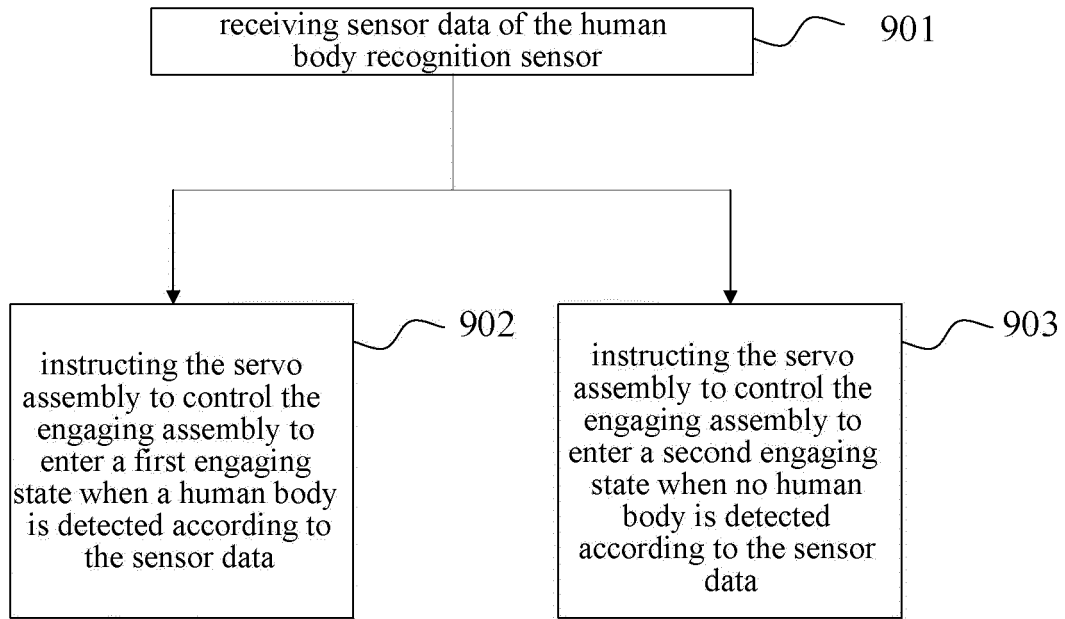 receiving sensor data of the human
body recognition sensor
901
instructing the servo
assembly to control the
engaging assembly to
enter a first engaging
state when a human body
is detected according to
the sensor data
902
instructing the servo
assembly to control the
engaging assembly to
enter a second engaging
state when no human
body is detected
according to the sensor
data
903